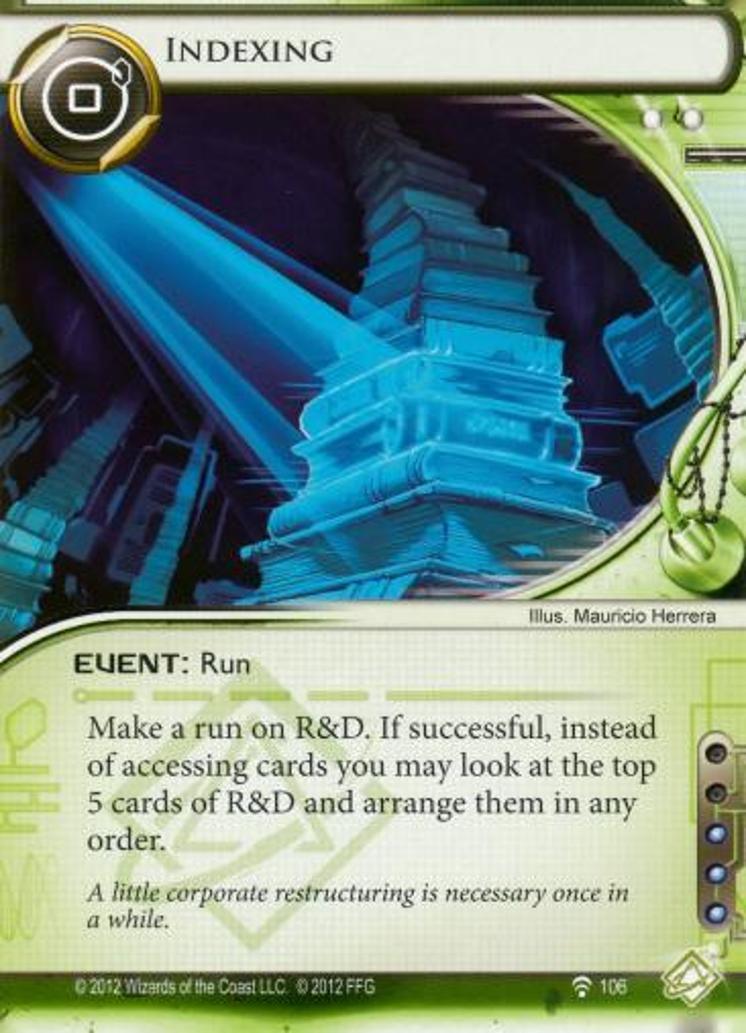 INDEXING
Illus. Mauricio Herrera
EVENT: Run
Make a run on R&D. If successful, instead
of accessing cards you may look at the top
5 cards of R&D and arrange them in any
order.
A little corporate restructuring is necessary once in
a while.
© 2012 Wizards of the Coast LLC. © 2012 FFG
106